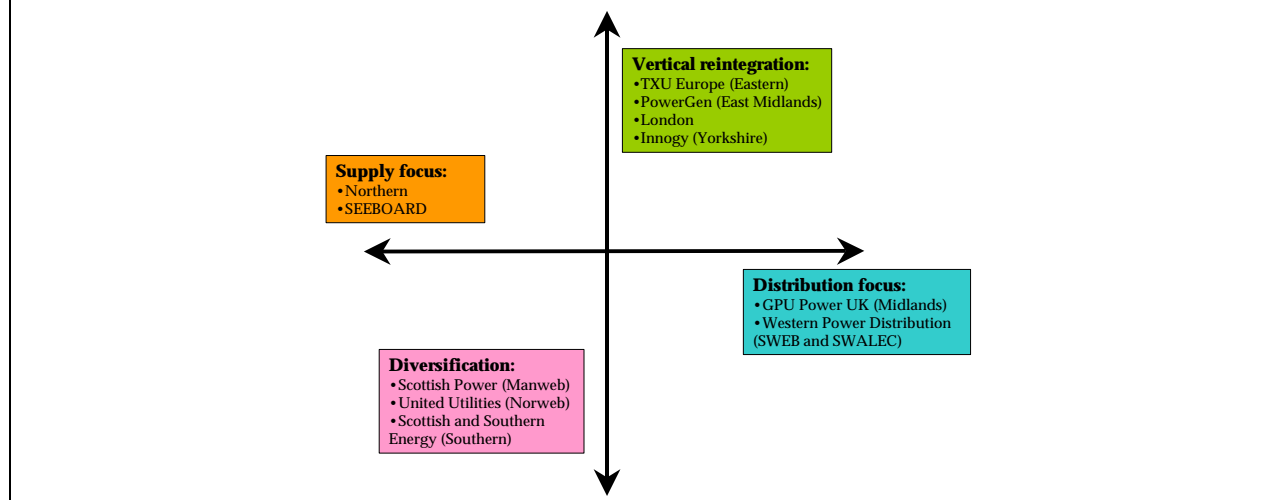 Vertical reintegration:
•TXU Europe (Eastern)
•PowerGen (East Midlands)
•London
•Innogy (Yorkshire)
Supply focus:
•Northern
•SEEBOARD
Distribution focus:
•GPU Power UK (Midlands)
•Western Power Distribution
(SWEB and SWALEC)
Diversification:
•Scottish Power (Manweb)
•United Utilities (Norweb)
•Scottish and Southern
Energy (Southern)